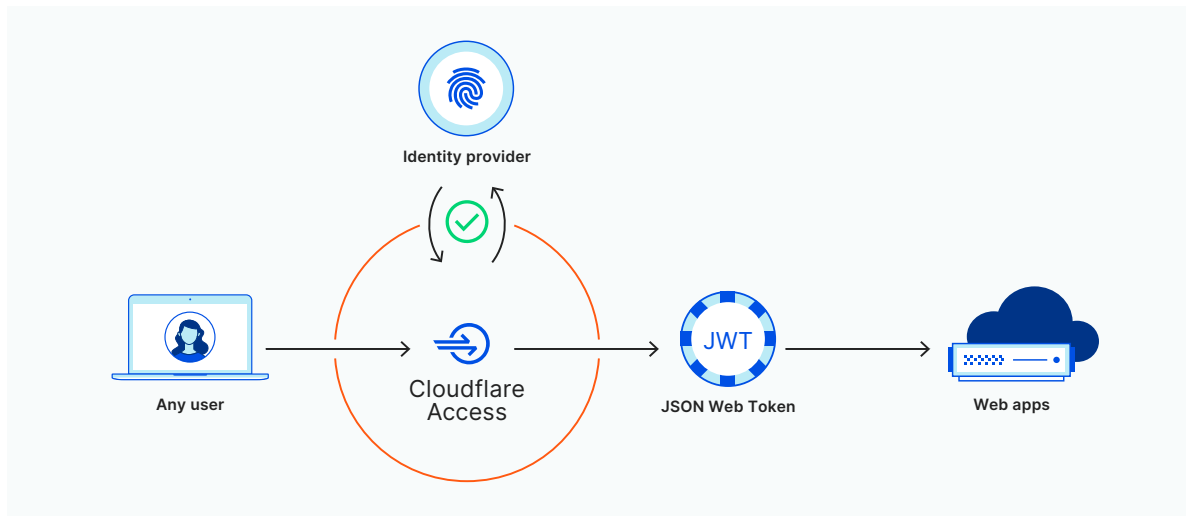 Identity provider
Cloudflare
Access
JWT
Any user
JSON Web Token
Web apps